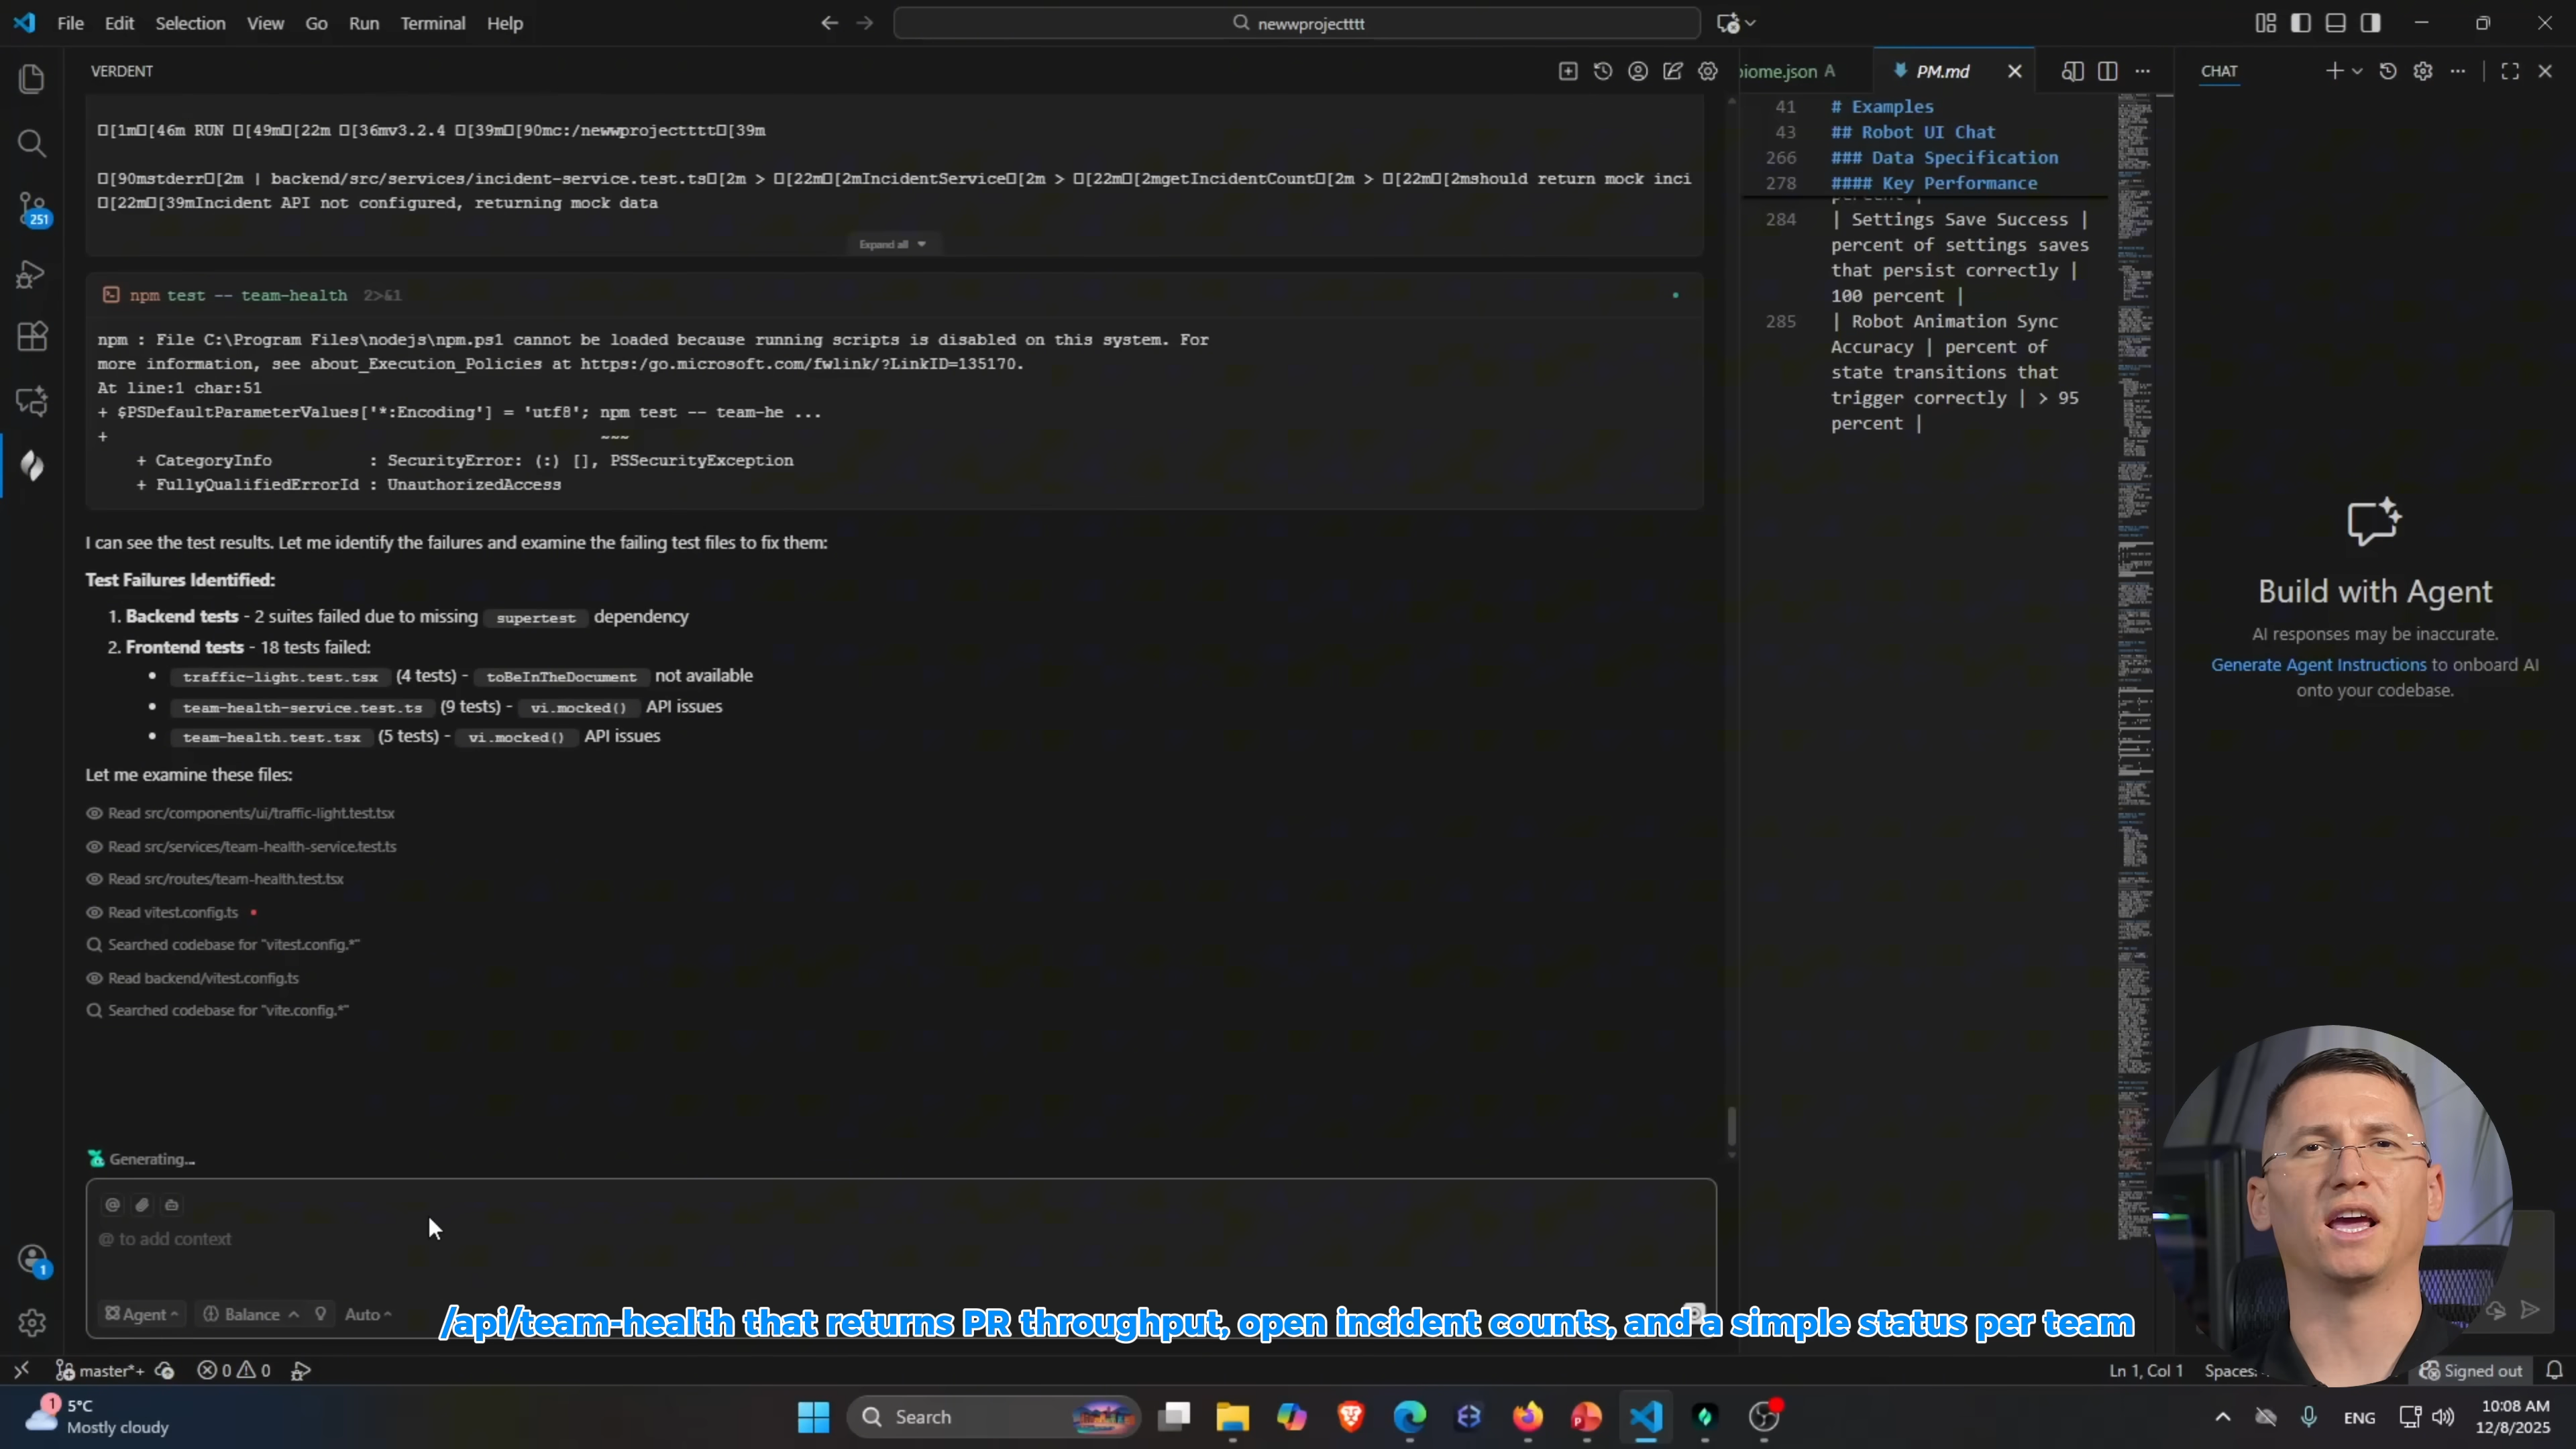 File Edit Selection View Go Run Terminal Help
newwprojectttt
VERDENT
[1m[46m RUN [49m[22m [36mv3.2.4 [39m[90mc:/newwprojectttt[39m
[90mstderr[2m | backend/src/services/incident-service.test.ts[2m > [22m[2mIncidentService[2m > [22m[2mgetIncidentCount[2m > [22m[2mshould return mock inci
[22m[39mIncident API not configured, returning mock data
Expand all
npm test -- team-health 2>&1
npm : File C:\Program Files\nodejs\npm.ps1 cannot be loaded because running scripts is disabled on this system. For
more information, see about_Execution_Policies at https:/go.microsoft.com/fwlink/?LinkID=135170.
At line:1 char:51
+ $PSDefaultParameterValues['*:Encoding'] = 'utf8'; npm test -- team-he ...
+ ~~~
+ CategoryInfo : SecurityError: (:) [], PSSecurityException
+ FullyQualifiedErrorId : UnauthorizedAccess
I can see the test results. Let me identify the failures and examine the failing test files to fix them:
Test Failures Identified:
1. Backend tests - 2 suites failed due to missing supertest dependency
2. Frontend tests - 18 tests failed:
• traffic-light.test.tsx (4 tests) - toBeInTheDocument not available
• team-health-service.test.ts (9 tests) - vi.mocked() API issues
• team-health.test.tsx (5 tests) - vi.mocked() API issues
Let me examine these files:
Read src/components/ui/traffic-light.test.tsx
Read src/services/team-health-service.test.ts
Read src/routes/team-health.test.tsx
Read vitest.config.ts
Searched codebase for "vitest.config.*"
Read backend/vitest.config.ts
Searched codebase for "vite.config.*"
Generating...
@ to add context
Agent Balance Auto
biome.json A PM.md
41 # Examples
43 ## Robot UI Chat
266 ### Data Specification
278 #### Key Performance
percent |
284 | Settings Save Success |
percent of settings saves
that persist correctly |
100 percent |
285 | Robot Animation Sync
Accuracy | percent of
state transitions that
trigger correctly | > 95
percent |
CHAT
Build with Agent
AI responses may be inaccurate.
Generate Agent Instructions to onboard AI
onto your codebase.
/api/team-health that returns PR throughput, open incident counts, and a simple status per team
251
1
master*+ 0 0
Ln 1, Col 1 Spaces: Signed out
1
5°C
Mostly cloudy
Search
ENG
10:08 AM
12/8/2025